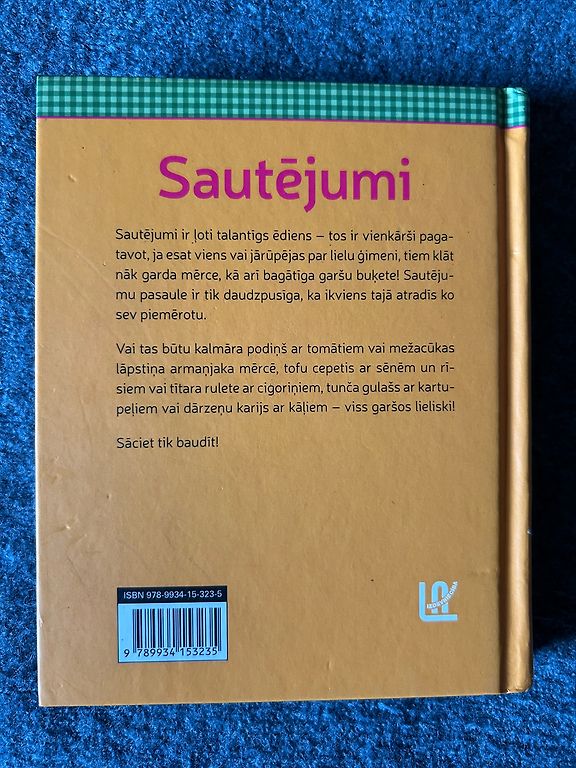 Sautējumi
Sautējumi ir ļoti talantīgs ēdiens – tos ir vienkārši paga-
tavot, ja esat viens vai jārūpējas par lielu ģimeni, tiem klāt
nāk garda mērce, kā arī bagātīga garšu buķete! Sautēju-
mu pasaule ir tik daudzpusīga, ka ikviens tajā atradīs ko
sev piemērotu.
Vai tas būtu kalmāra podiņš ar tomātiem vai mežacūkas
lāpstiņa armanjaka mērcē, tofu cepetis ar sēnēm un rī-
siem vai tītara rulete ar cigoriņiem, tunča gulašs ar kartu-
peļiem vai dārzeņu karijs ar kāļiem – viss garšos lieliski!
Sāciet tik baudīt!
ISBN 978-9934-15-323-5
9 789934 153235